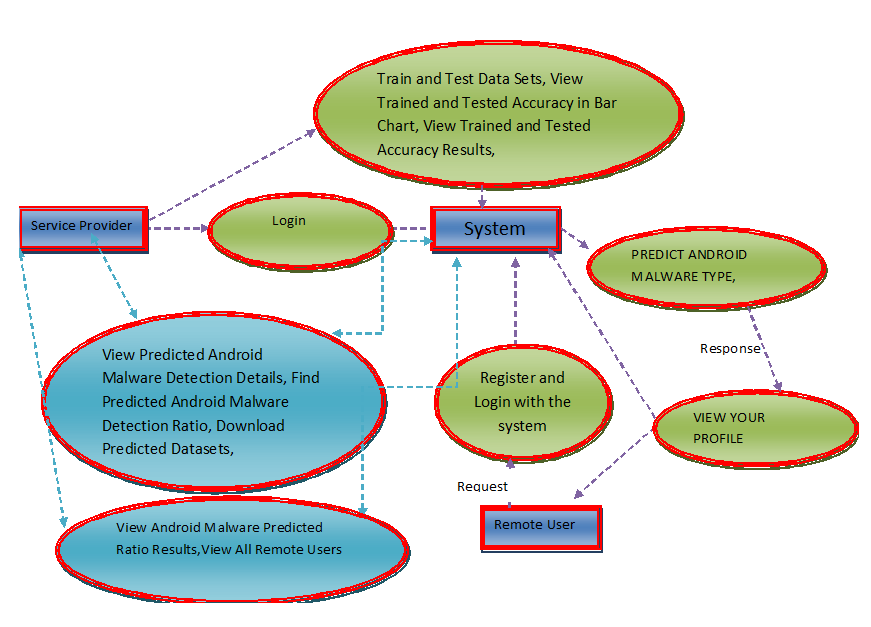 Train and Test Data Sets, View
Trained and Tested Accuracy in Bar
Chart, View Trained and Tested
Accuracy Results,
Service Provider
Login
System
PREDICT ANDROID
MALWARE TYPE,
Response
View Predicted Android
Malware Detection Details, Find
Predicted Android Malware
Detection Ratio, Download
Predicted Datasets,
Register and
Login with the
system
VIEW YOUR
PROFILE
Request
Remote User
View Android Malware Predicted
Ratio Results,View All Remote Users